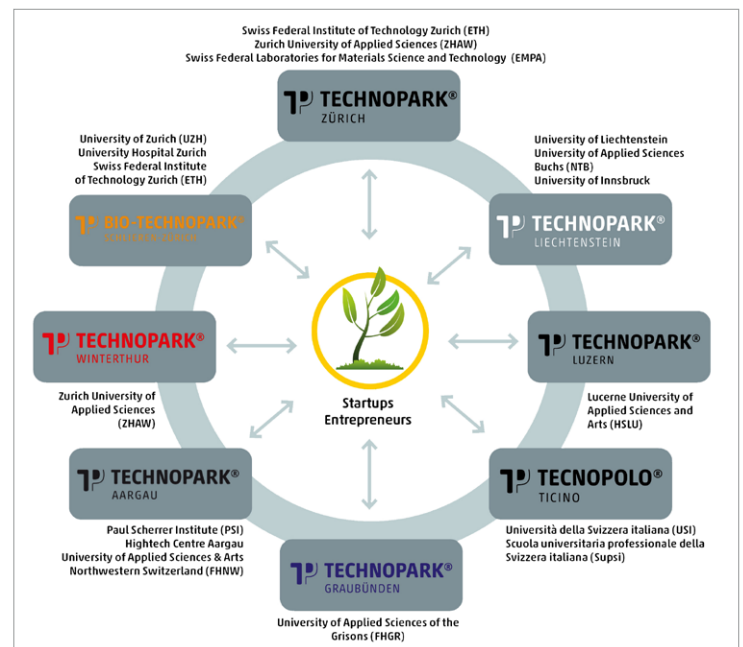 Swiss Federal Institute of Technology Zurich (ETH)
Zurich University of Applied Sciences (ZHAW)
Swiss Federal Laboratories for Materials Science and Technology (EMPA)
TECHNOPARK®
ZÜRICH
University of Zurich (UZH)
University Hospital Zurich
Swiss Federal Institute
of Technology Zurich (ETH)
BIO-TECHNOPARK®
SCHLIEREN-ZÜRICH
University of Liechtenstein
University of Applied Sciences
Buchs (NTB)
University of Innsbruck
TECHNOPARK®
LIECHTENSTEIN
TECHNOPARK®
WINTERTHUR
Zurich University of
Applied Sciences
(ZHAW)
Startups
Entrepreneurs
TECHNOPARK®
LUZERN
Lucerne University of
Applied Sciences and
Arts (HSLU)
TECHNOPARK®
AARGAU
Paul Scherrer Institute (PSI)
Hightech Centre Aargau
University of Applied Sciences & Arts
Northwestern Switzerland (FHNW)
TECNOPOLO®
TICINO
Università della Svizzera italiana (USI)
Scuola universitaria professionale della
Svizzera italiana (Supsi)
TECHNOPARK®
GRAUBÜNDEN
University of Applied Sciences of the
Grisons (FHGR)